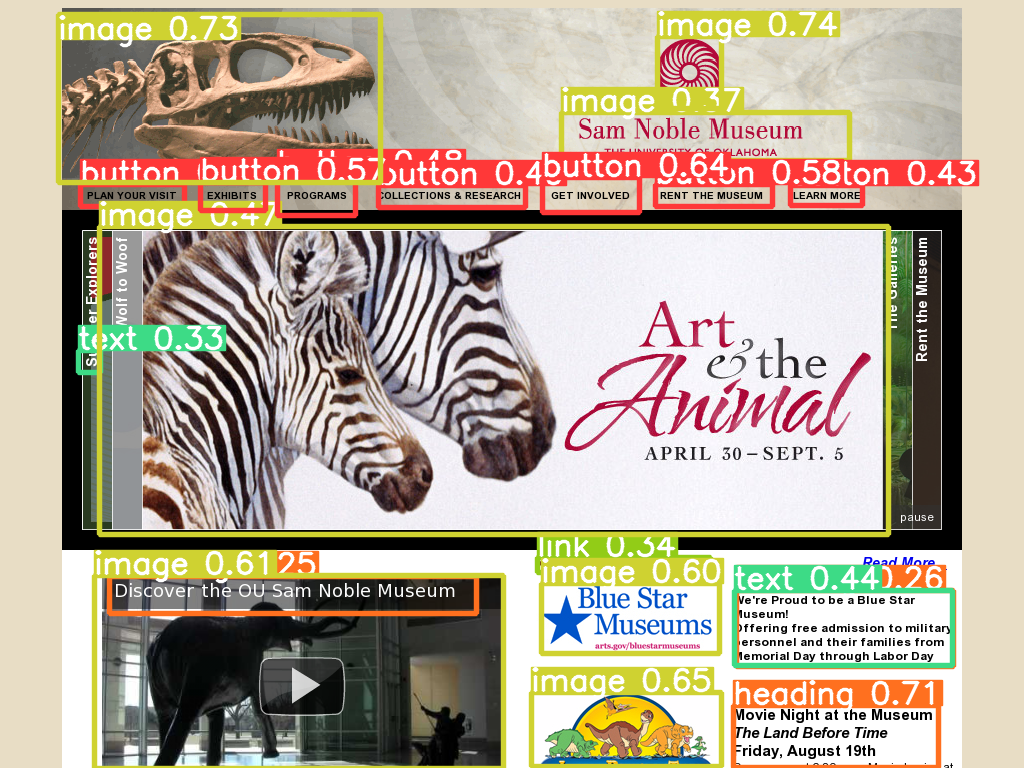 image 0.73
image 0.74
image 0.37
Sam Noble Museum
THE UNIVERSITY OF OKLAHOMA
button
button 0.57
0.48
button 0.4
button 0.64
button 0.58
button 0.43
PLAN YOUR VISIT
EXHIBITS
PROGRAMS
COLLECTIONS & RESEARCH
GET INVOLVED
RENT THE MUSEUM
LEARN MORE
image 0.47
Explorers
Wolf to Woof
The Galleries
Rent the Museum
text 0.33
Art
& the
Animal
APRIL 30 – SEPT. 5
pause
link 0.34
Read More...
image 0.61
25
Discover the OU Sam Noble Museum
image 0.60
Blue Star
Museums
arts.gov/bluestarmuseums
text 0.44
0.26
We're Proud to be a Blue Star
Museum!
Offering free admission to military
personnel and their families from
Memorial Day through Labor Day
image 0.65
heading 0.71
Movie Night at the Museum
The Land Before Time
Friday, August 19th